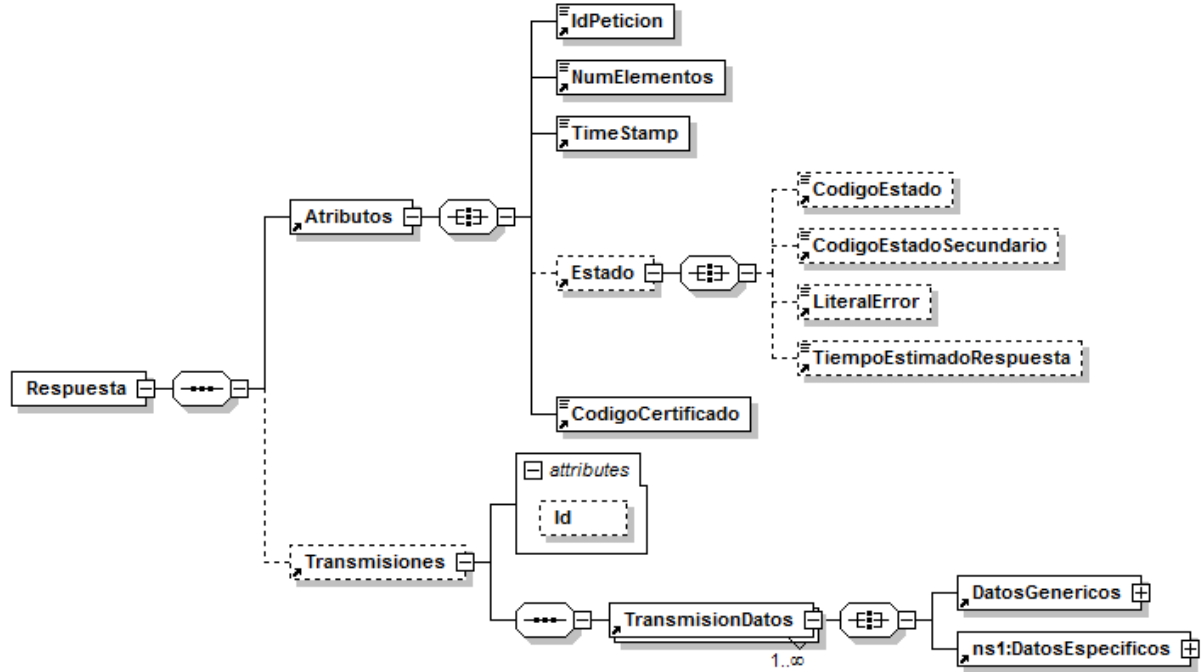 IdPeticion
NumElementos
TimeStamp
CodigoEstado
Atributos
CodigoEstadoSecundario
Estado
LiteralError
TiempoEstimadoRespuesta
Respuesta
CodigoCertificado
attributes
Id
Transmisiones
DatosGenericos
TransmisionDatos
ns1:DatosEspecificos
1..∞